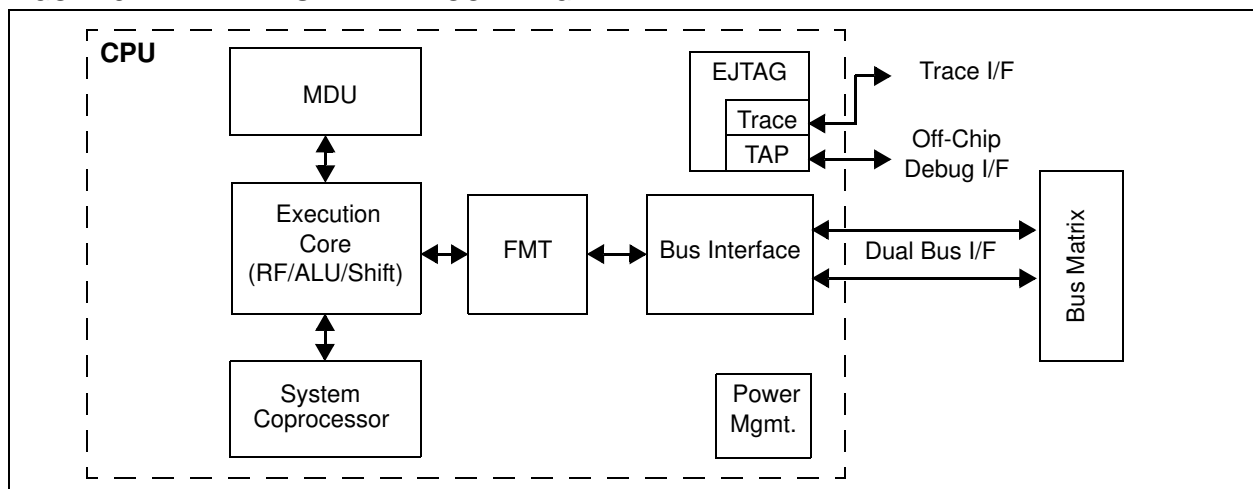 CPU
MDU
EJTAG
Trace
TAP
Trace I/F
Off-Chip
Debug I/F
Execution
Core
(RF/ALU/Shift)
FMT
Bus Interface
Dual Bus I/F
Bus Matrix
System
Coprocessor
Power
Mgmt.